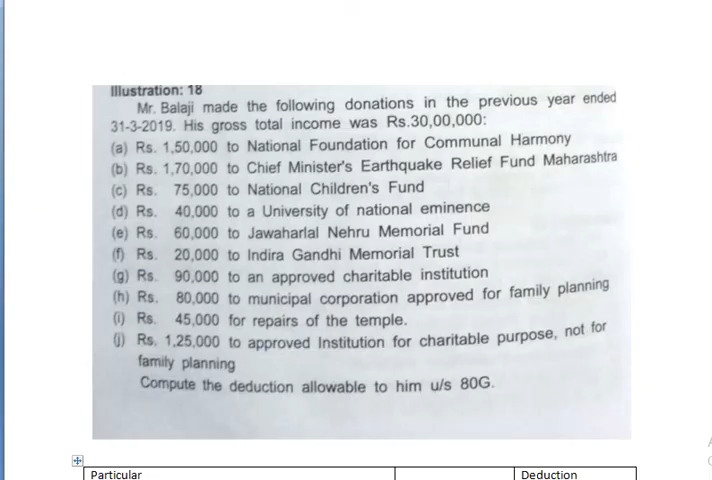 Illustration: 18
Mr. Balaji made the following donations in the previous year ended
31-3-2019. His gross total income was Rs.30,00,000:
(a) Rs. 1,50,000 to National Foundation for Communal Harmony
(b) Rs. 1,70,000 to Chief Minister's Earthquake Relief Fund Maharashtra
(c) Rs. 75,000 to National Children's Fund
(d) Rs. 40,000 to a University of national eminence
(e) Rs. 60,000 to Jawaharlal Nehru Memorial Fund
(f) Rs. 20,000 to Indira Gandhi Memorial Trust
(g) Rs. 90,000 to an approved charitable institution
(h) Rs. 80,000 to municipal corporation approved for family planning
(i) Rs. 45,000 for repairs of the temple.
(j) Rs. 1,25,000 to approved Institution for charitable purpose, not for
family planning
Compute the deduction allowable to him u/s 80G.
Particular Deduction